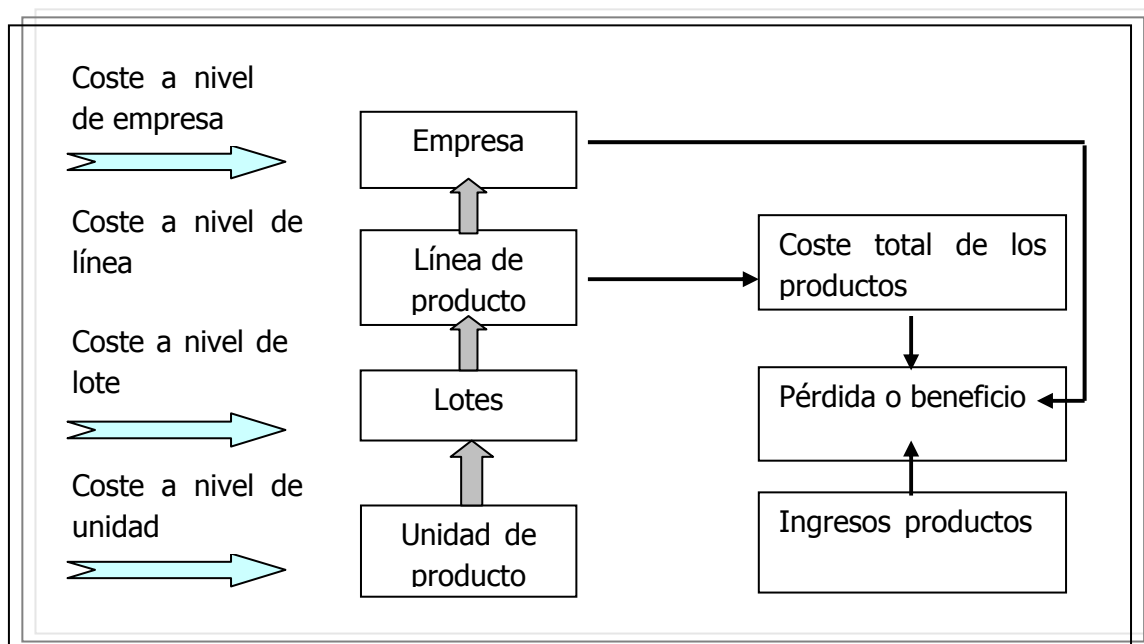 Coste a nivel
de empresa
Empresa
Coste a nivel de
línea
Línea de
producto
Coste total de los
productos
Coste a nivel de
lote
Lotes
Pérdida o beneficio
Coste a nivel de
unidad
Unidad de
producto
Ingresos productos